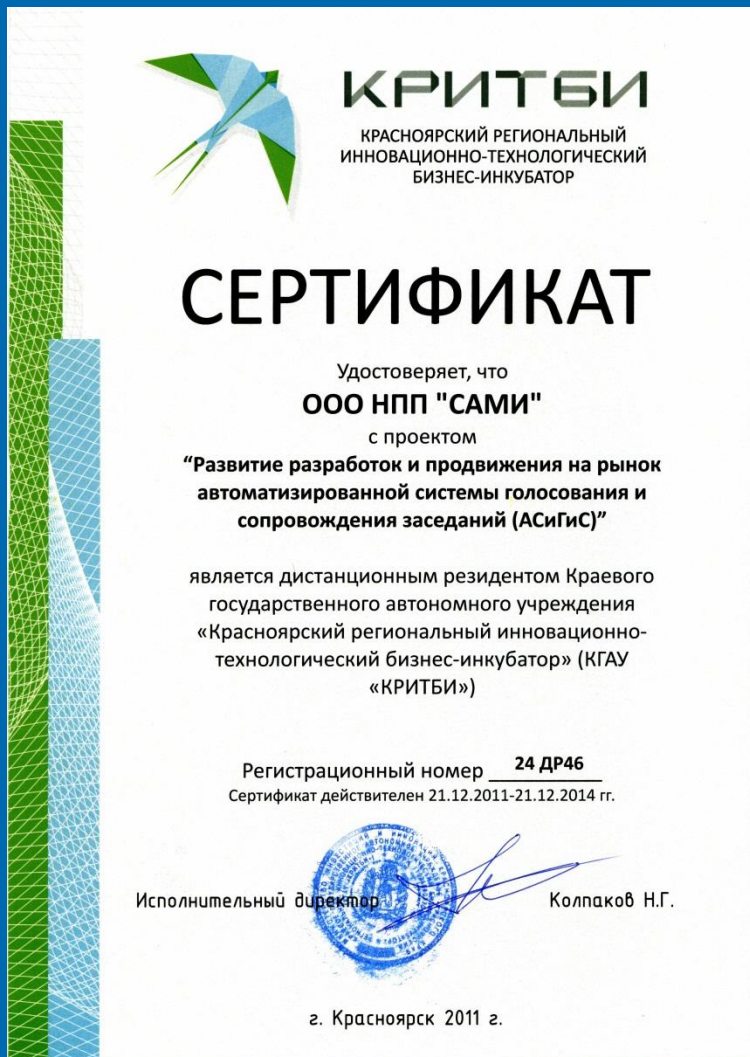 КРИТБИ
КРАСНОЯРСКИЙ РЕГИОНАЛЬНЫЙ
ИННОВАЦИОННО-ТЕХНОЛОГИЧЕСКИЙ
БИЗНЕС-ИНКУБАТОР
СЕРТИФИКАТ
Удостоверяет, что
ООО НПП "САМИ"
с проектом
“Развитие разработок и продвижения на рынок
автоматизированной системы голосования и
сопровождения заседаний (АСиГиС)”
является дистанционным резидентом Краевого
государственного автономного учреждения
«Красноярский региональный инновационно-
технологический бизнес-инкубатор» (КГАУ
«КРИТБИ»)
Регистрационный номер 24 ДР46
Сертификат действителен 21.12.2011-21.12.2014 гг.
Исполнительный директор Колпаков Н.Г.
г. Красноярск 2011 г.